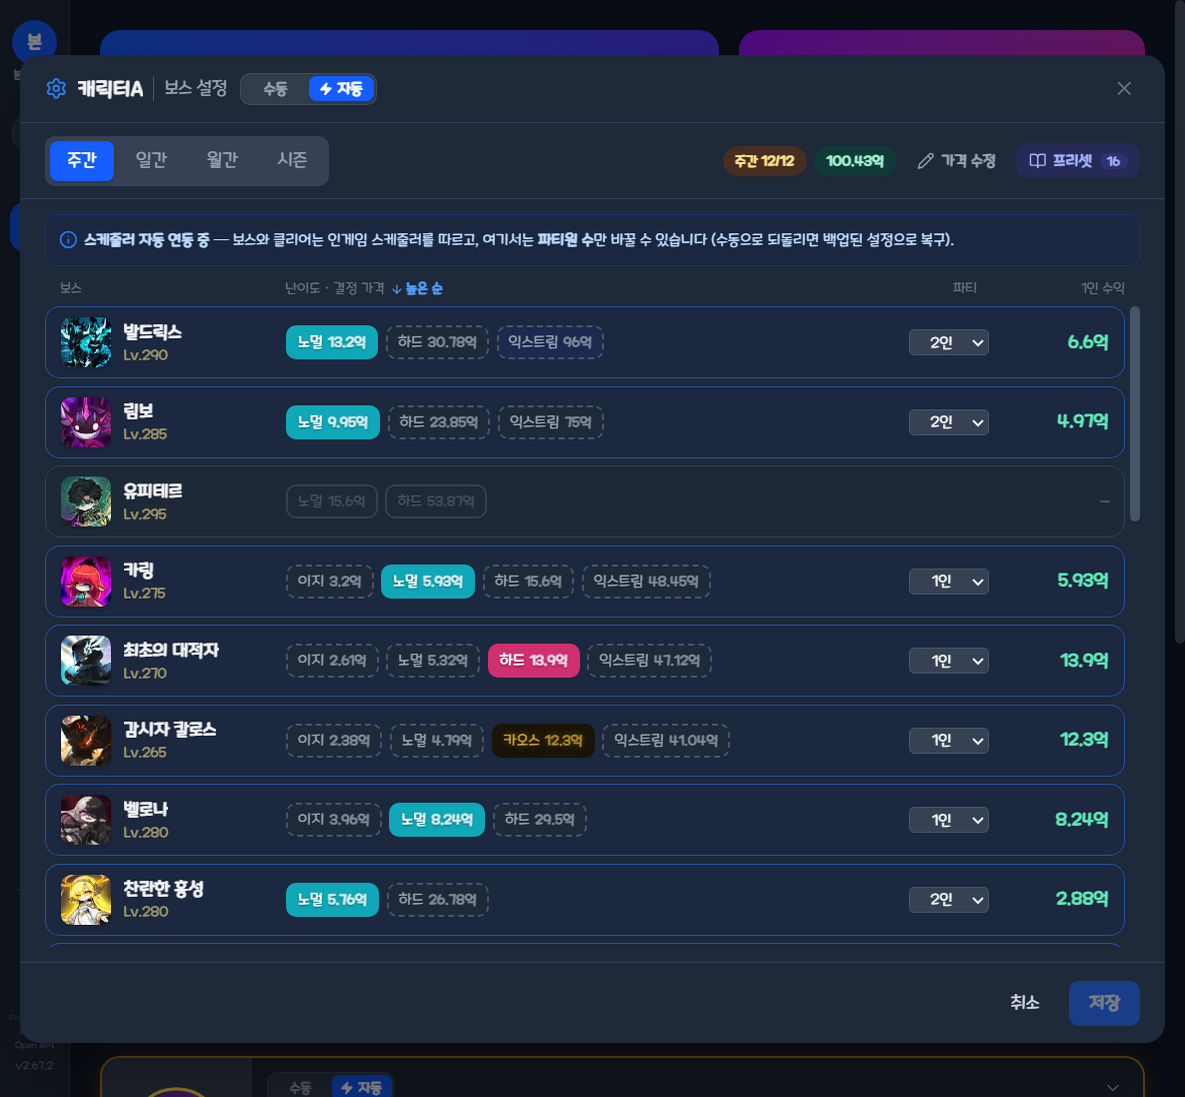 본
캐릭터A 보스 설정 수동 자동
주간 일간 월간 시즌 주간 12/12 100.43억 가격 수정 프리셋 16
스케줄러 자동 연동 중 — 보스와 클리어는 인게임 스케줄러를 따르고, 여기서는 파티원 수만 바꿀 수 있습니다 (수동으로 되돌리면 백업된 설정으로 복구).
보스 난이도 · 결정 가격 ↓ 높은 순 파티 1인 수익
발드릭스
Lv.290
노멀 13.2억 하드 30.78억 익스트림 96억 2인 6.6억
림보
Lv.285
노멀 9.95억 하드 23.85억 익스트림 75억 2인 4.97억
유피테르
Lv.295
노멀 15.6억 하드 53.87억 –
카링
Lv.275
이지 3.2억 노멀 5.93억 하드 15.6억 익스트림 48.45억 1인 5.93억
최초의 대적자
Lv.270
이지 2.61억 노멀 5.32억 하드 13.9억 익스트림 47.12억 1인 13.9억
감시자 칼로스
Lv.265
이지 2.38억 노멀 4.79억 카오스 12.3억 익스트림 41.04억 1인 12.3억
벨로나
Lv.280
이지 3.96억 노멀 8.24억 하드 29.5억 1인 8.24억
찬란한 흉성
Lv.280
노멀 5.76억 하드 26.78억 2인 2.88억
취소 저장
Open API
v2.67.2
수동 자동